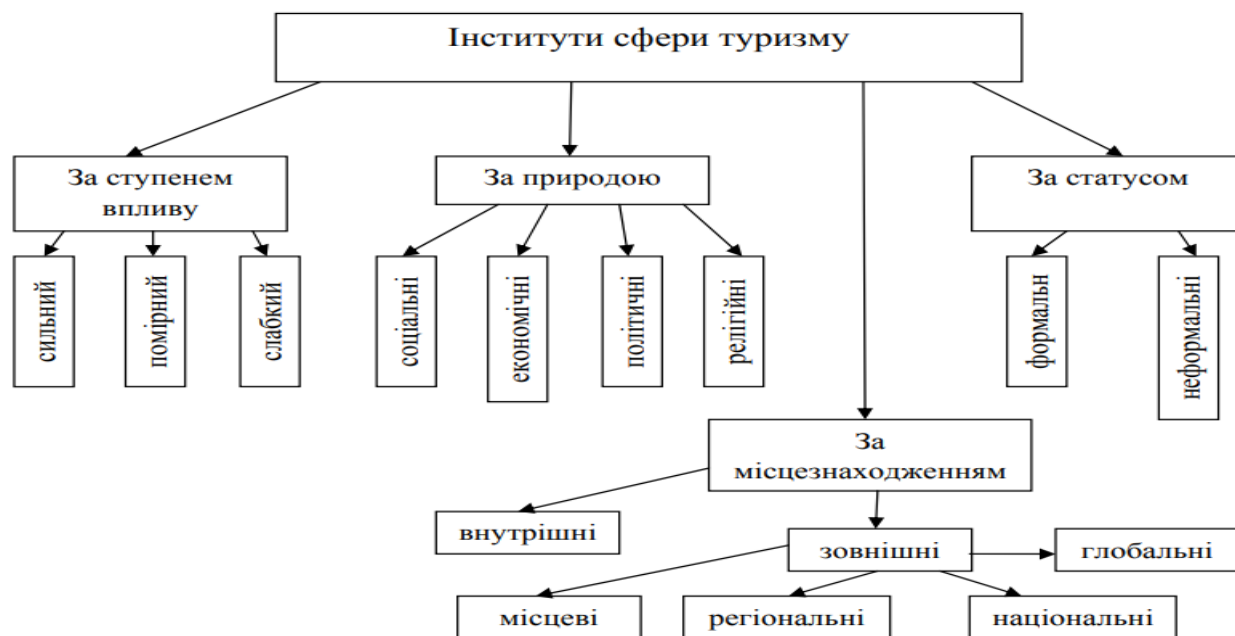 Інститути сфери туризму
За ступенем
впливу
За природою
За статусом
сильний
помірний
слабкий
соціальні
економічні
політичні
релігійні
формальн
неформальні
За
місцезнаходженням
внутрішні
зовнішні
глобальні
місцеві
регіональні
національні